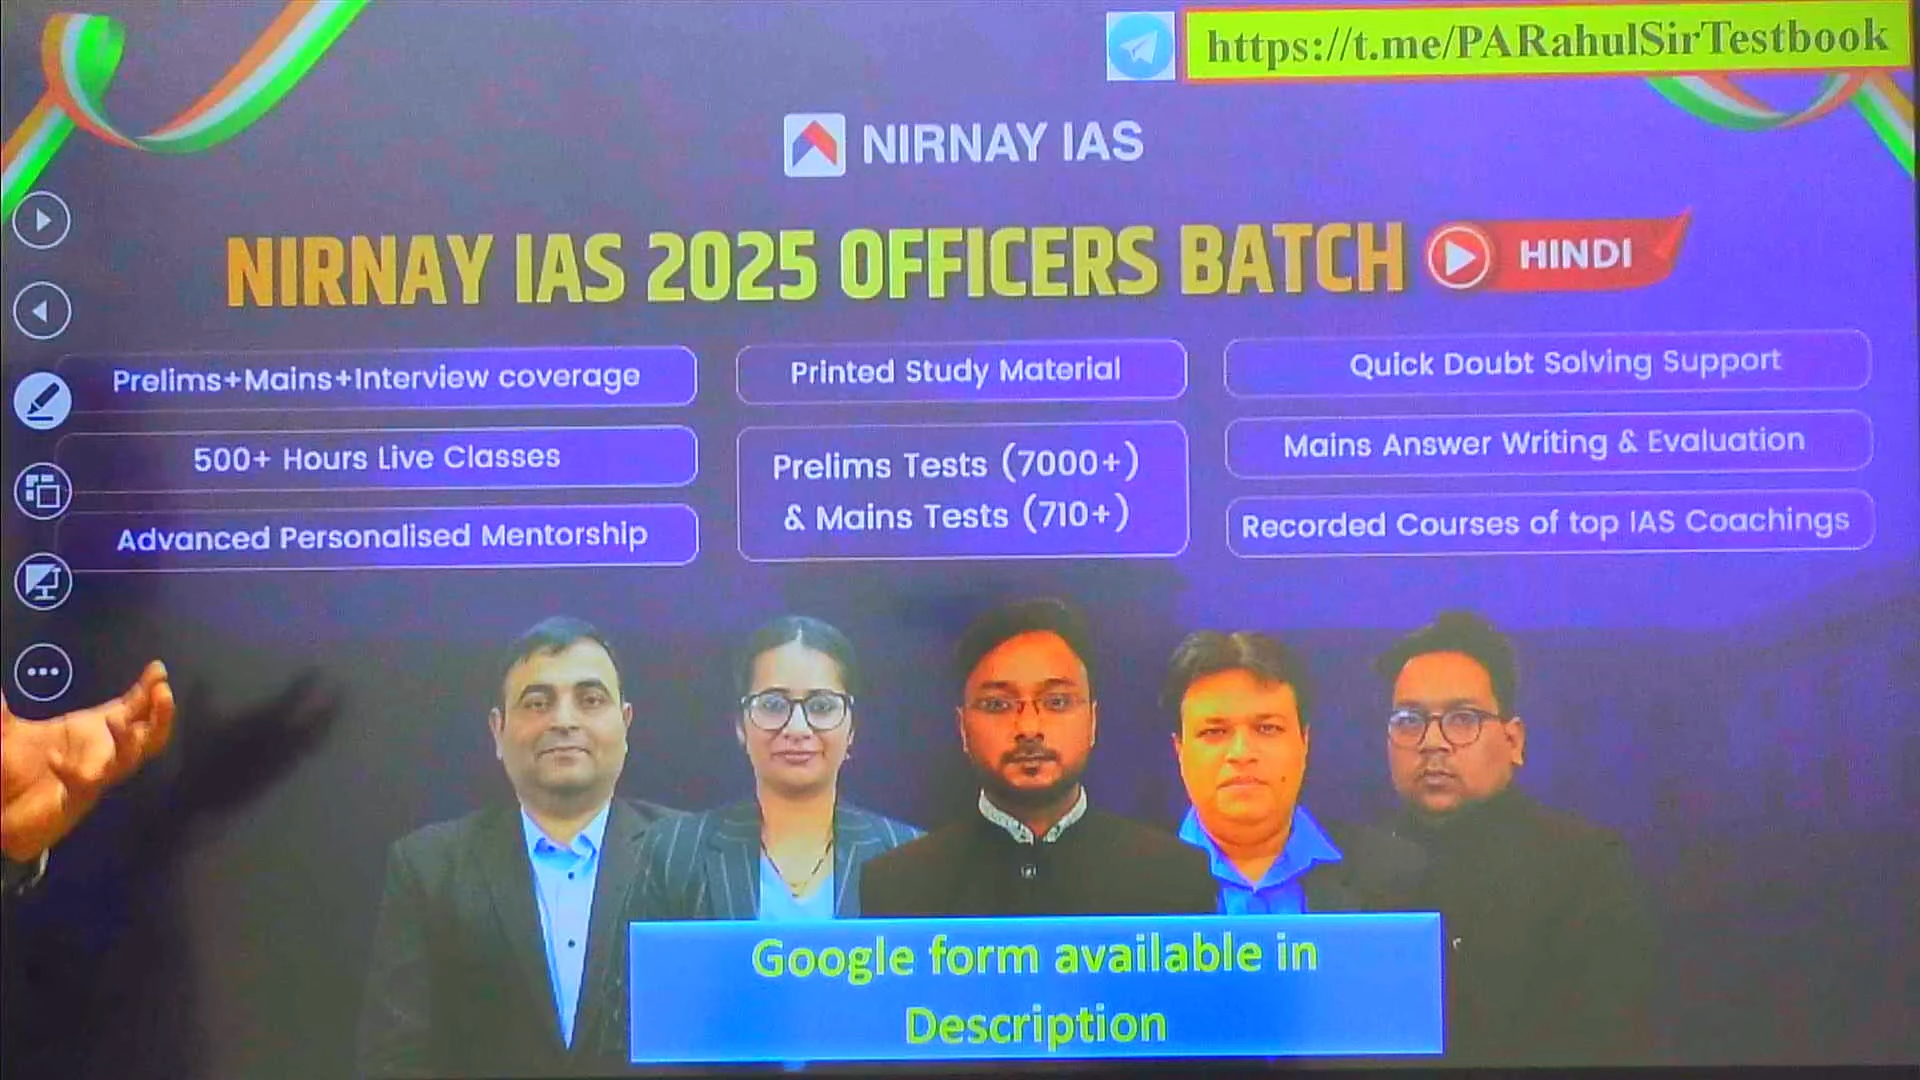 https://t.me/PARahulSirTestbook
NIRNAY IAS
NIRNAY IAS 2025 OFFICERS BATCH HINDI
Prelims+Mains+Interview coverage
Printed Study Material
Quick Doubt Solving Support
500+ Hours Live Classes
Prelims Tests (7000+)
& Mains Tests (710+)
Mains Answer Writing & Evaluation
Advanced Personalised Mentorship
Recorded Courses of top IAS Coachings
Google form available in
Description